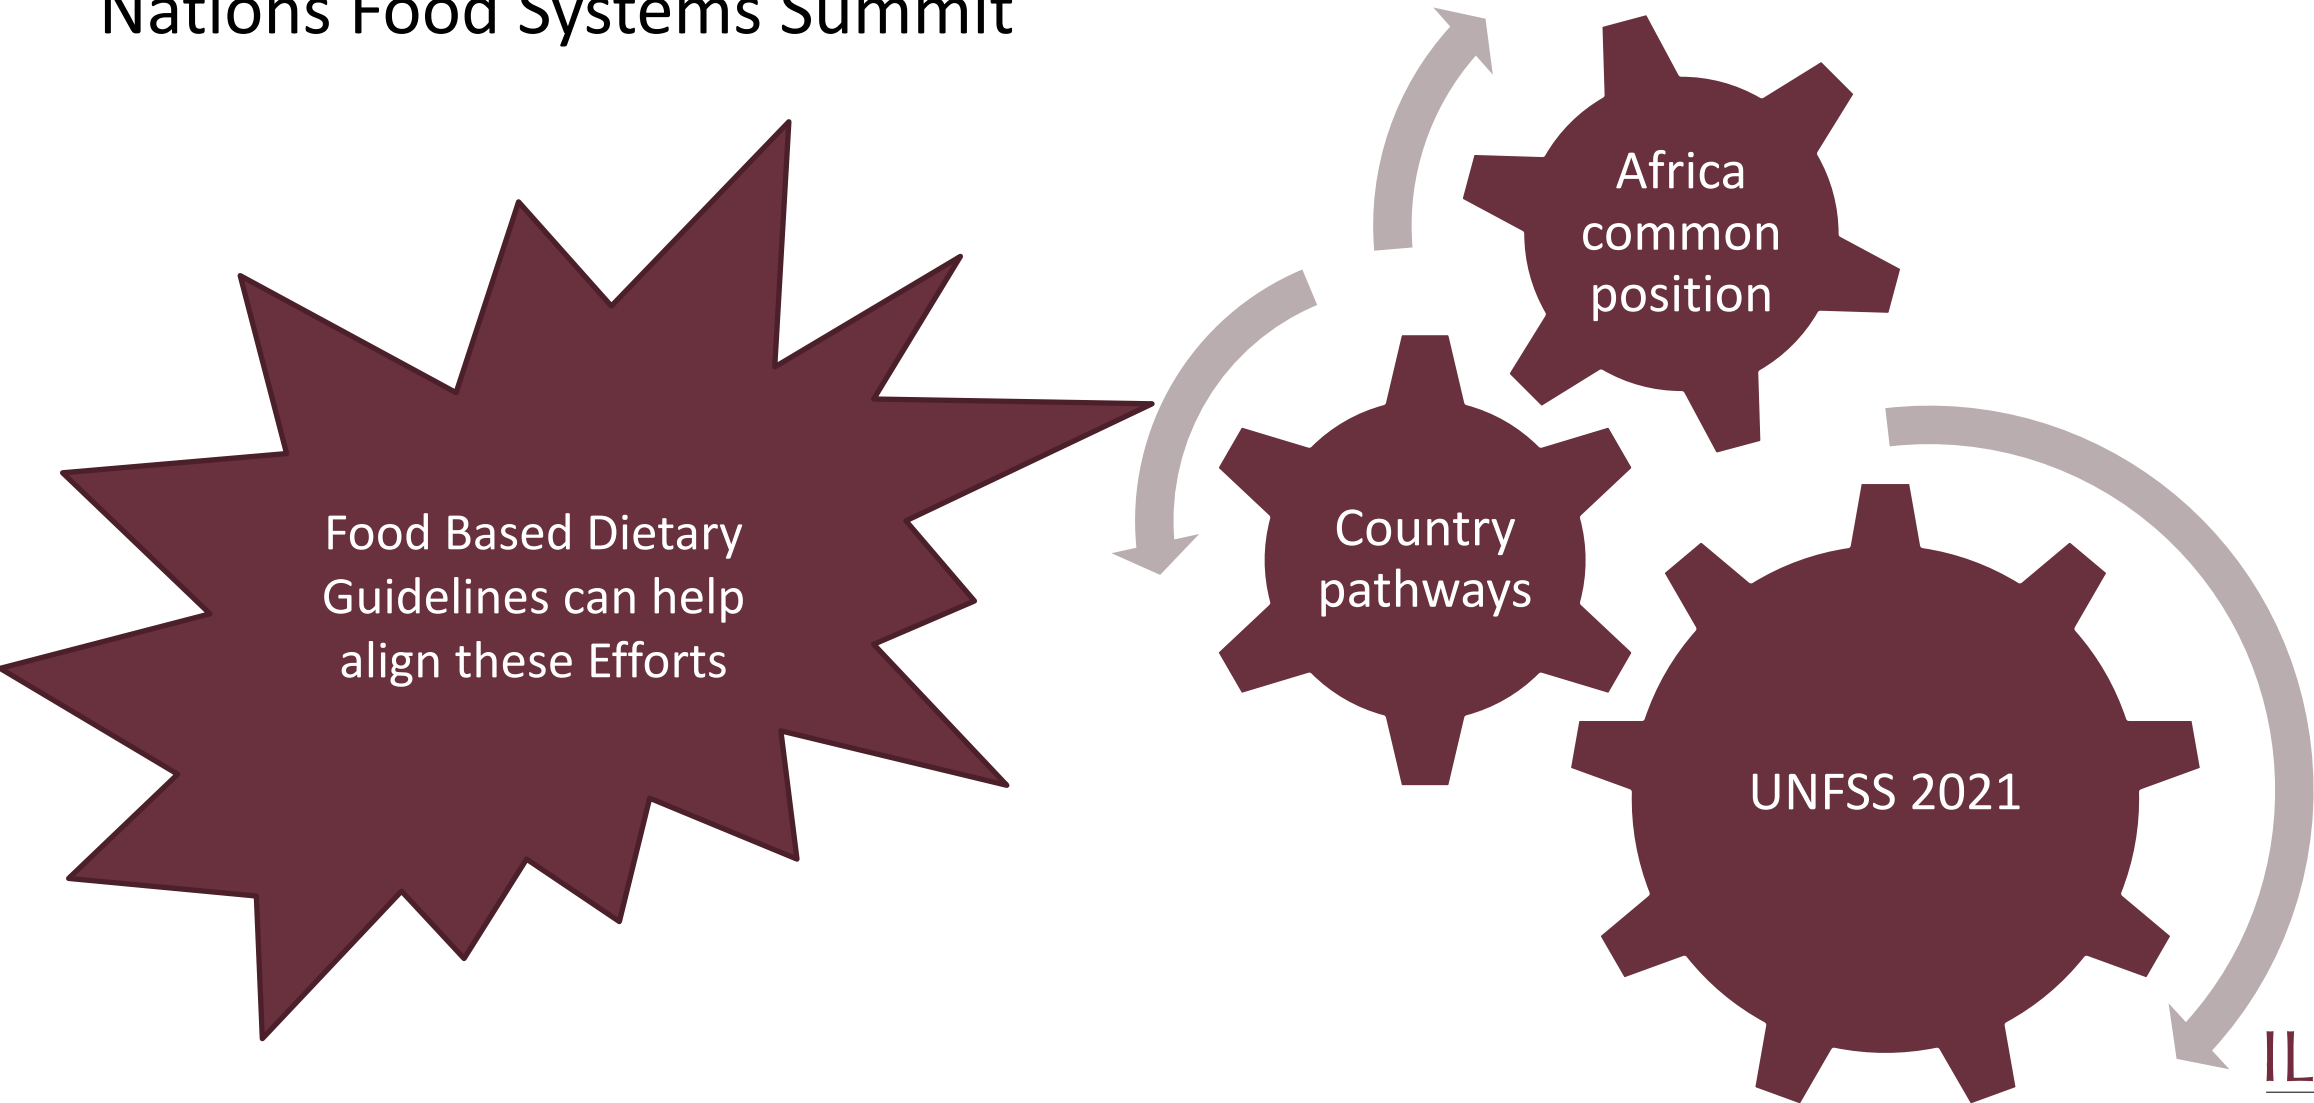 Nations Food Systems Summit
Food Based Dietary
Guidelines can help
align these Efforts
Africa
common
position
Country
pathways
UNFSS 2021
IL